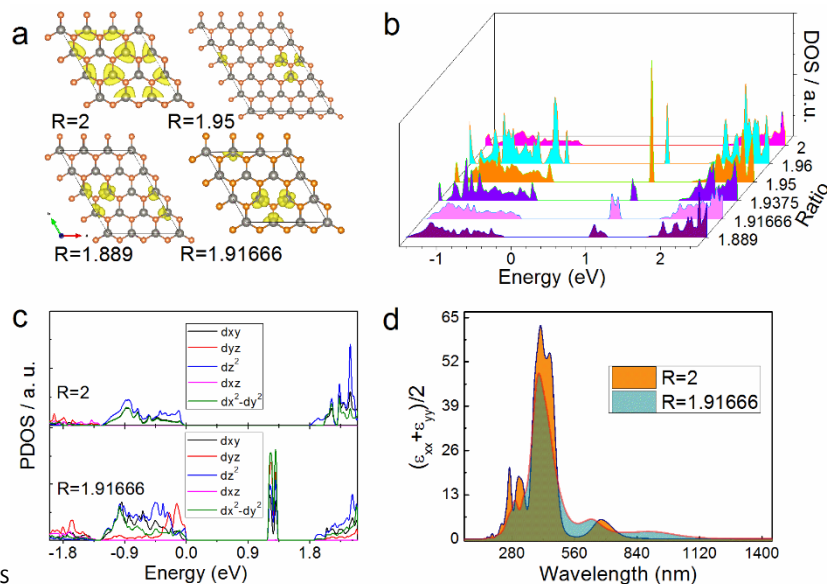 a
R=2
R=1.95
R=1.889
R=1.91666
b
DOS / a.u.
2
1.96
1.95
1.9375
1.91666
1.889
Ratio
-1
0
1
2
Energy (eV)
c
PDOS / a. u.
R=2
dxy
dyz
dz²
dxz
dx²-dy²
R=1.91666
dxy
dyz
dz²
dxz
dx²-dy²
-1.8
-0.9
0.0
0.9
1.8
Energy (eV)
s
d
(εxx+εyy)/2
65
52
39
26
13
0
R=2
R=1.91666
280
560
840
1120
1400
Wavelength (nm)